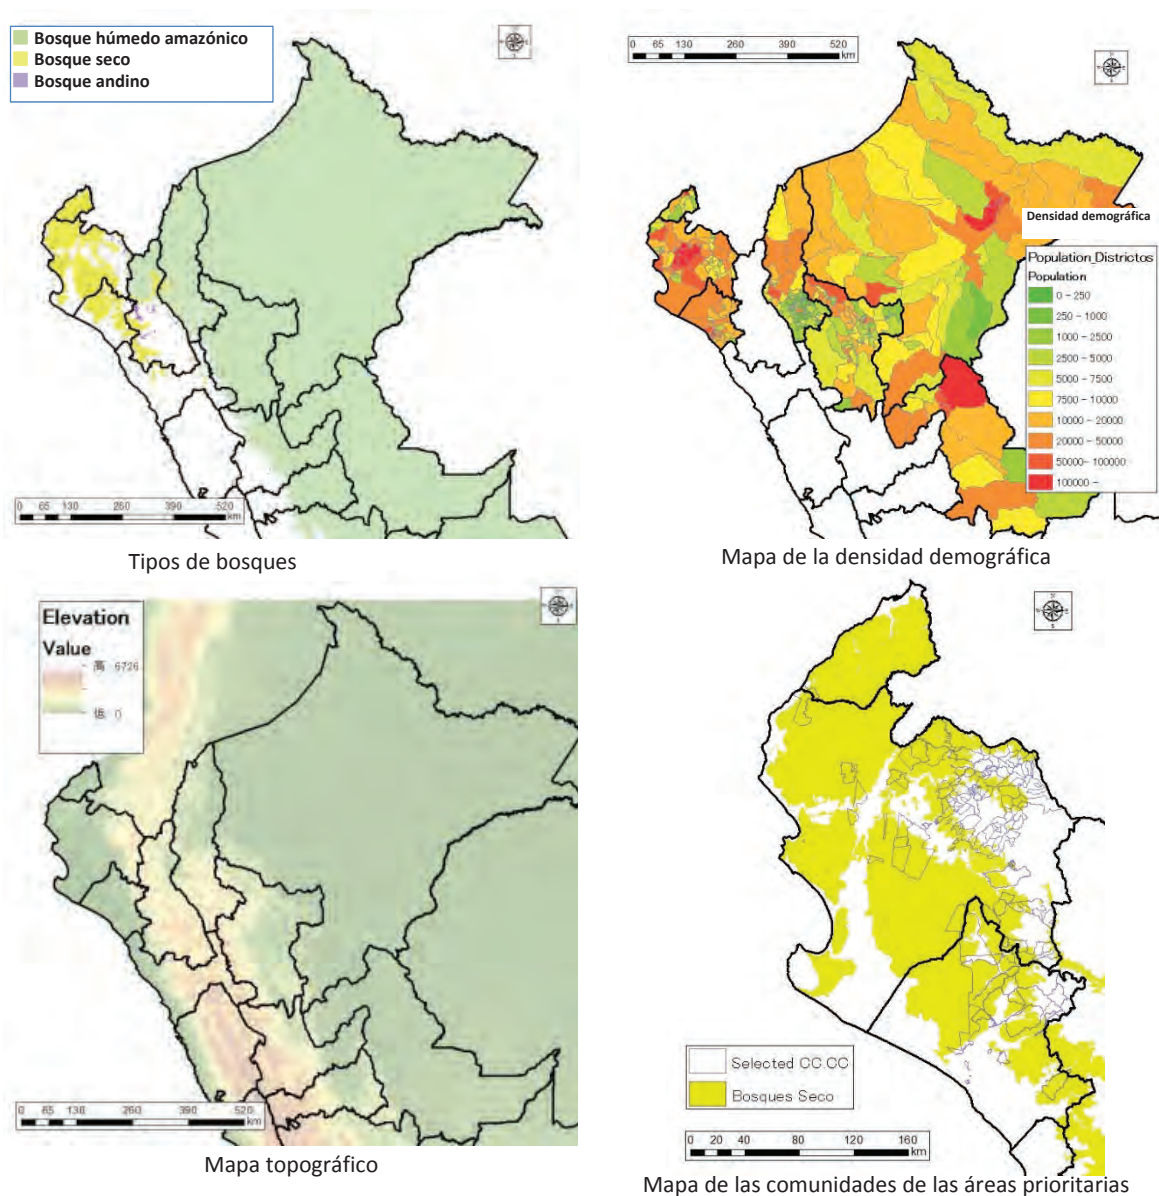 Bosque húmedo amazónico
Bosque seco
Bosque andino
0 65 130 260 390 520
km
Tipos de bosques
0 65 130 260 390 520
km
Densidad demográfica
Population_Districtos
Population
0 - 250
250 - 1000
1000 - 2500
2500 - 5000
5000 - 7500
7500 - 10000
10000 - 20000
20000 - 50000
50000 - 100000
100000 -
Mapa de la densidad demográfica
Elevation
Value
高 6726
低 0
0 65 130 260 390 520
km
Mapa topográfico
Selected CC.CC
Bosques Seco
0 20 40 80 120 160
km
Mapa de las comunidades de las áreas prioritarias